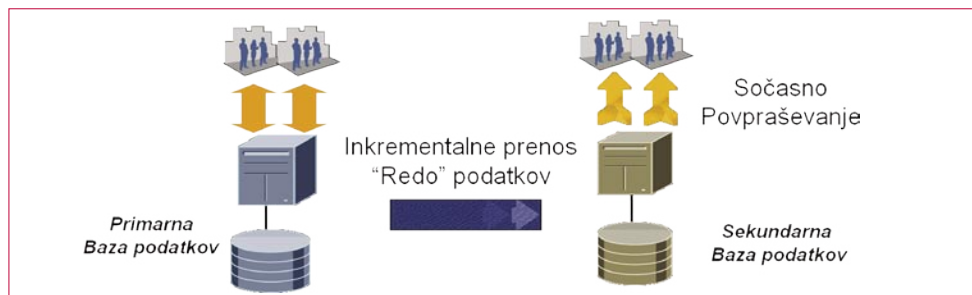 Sočasno
Povpraševanje
Inkrementalne prenos
“Redo” podatkov
Primarna
Baza podatkov
Sekundarna
Baza podatkov